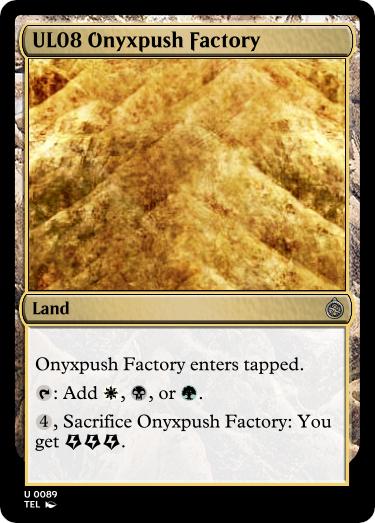 UL08 Onyxpush Factory
Land
Onyxpush Factory enters tapped.
: Add , , or .
4, Sacrifice Onyxpush Factory: You
get .
U 0089
TEL